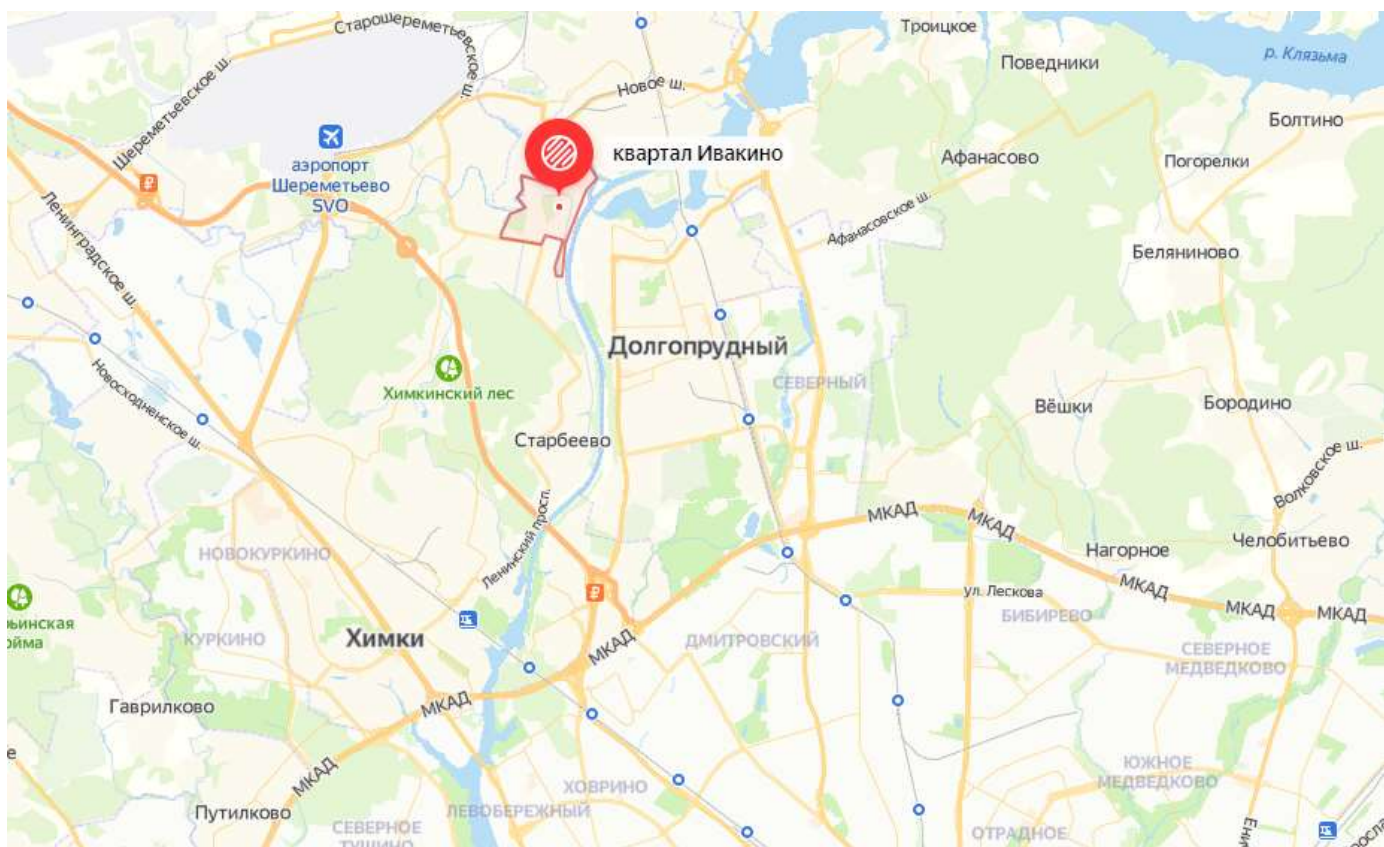 Троицкое
Старошереметьевское ш.
Поведники
р. Клязьма
Шереметьевское ш.
Новое ш.
Болтино
аэропорт
Шереметьево
SVO
квартал Ивакино
Афанасово
Погорелки
Ленинградское ш.
Афанасовское ш.
Беляниново
Долгопрудный
Новосходненское ш.
Химкинский лес
СЕВЕРНЫЙ
Вёшки
Бородино
Старбеево
Волковское ш.
Ленинский просп.
МКАД
МКАД
НОВОКУРКИНО
Нагорное
Челобитьево
МКАД
МКАД
МКАД
ул. Лескова
БИБИРЕВО
КУРКИНО
Химки
МКАД
ДМИТРОВСКИЙ
СЕВЕРНОЕ
МЕДВЕДКОВО
Гаврилково
МКАД
МКАД
ХОВРИНО
ЮЖНОЕ
МЕДВЕДКОВО
Путилково
ЛЕВОБЕРЕЖНЫЙ
СЕВЕРНОЕ
ТУШИНО
ОТРАДНОЕ